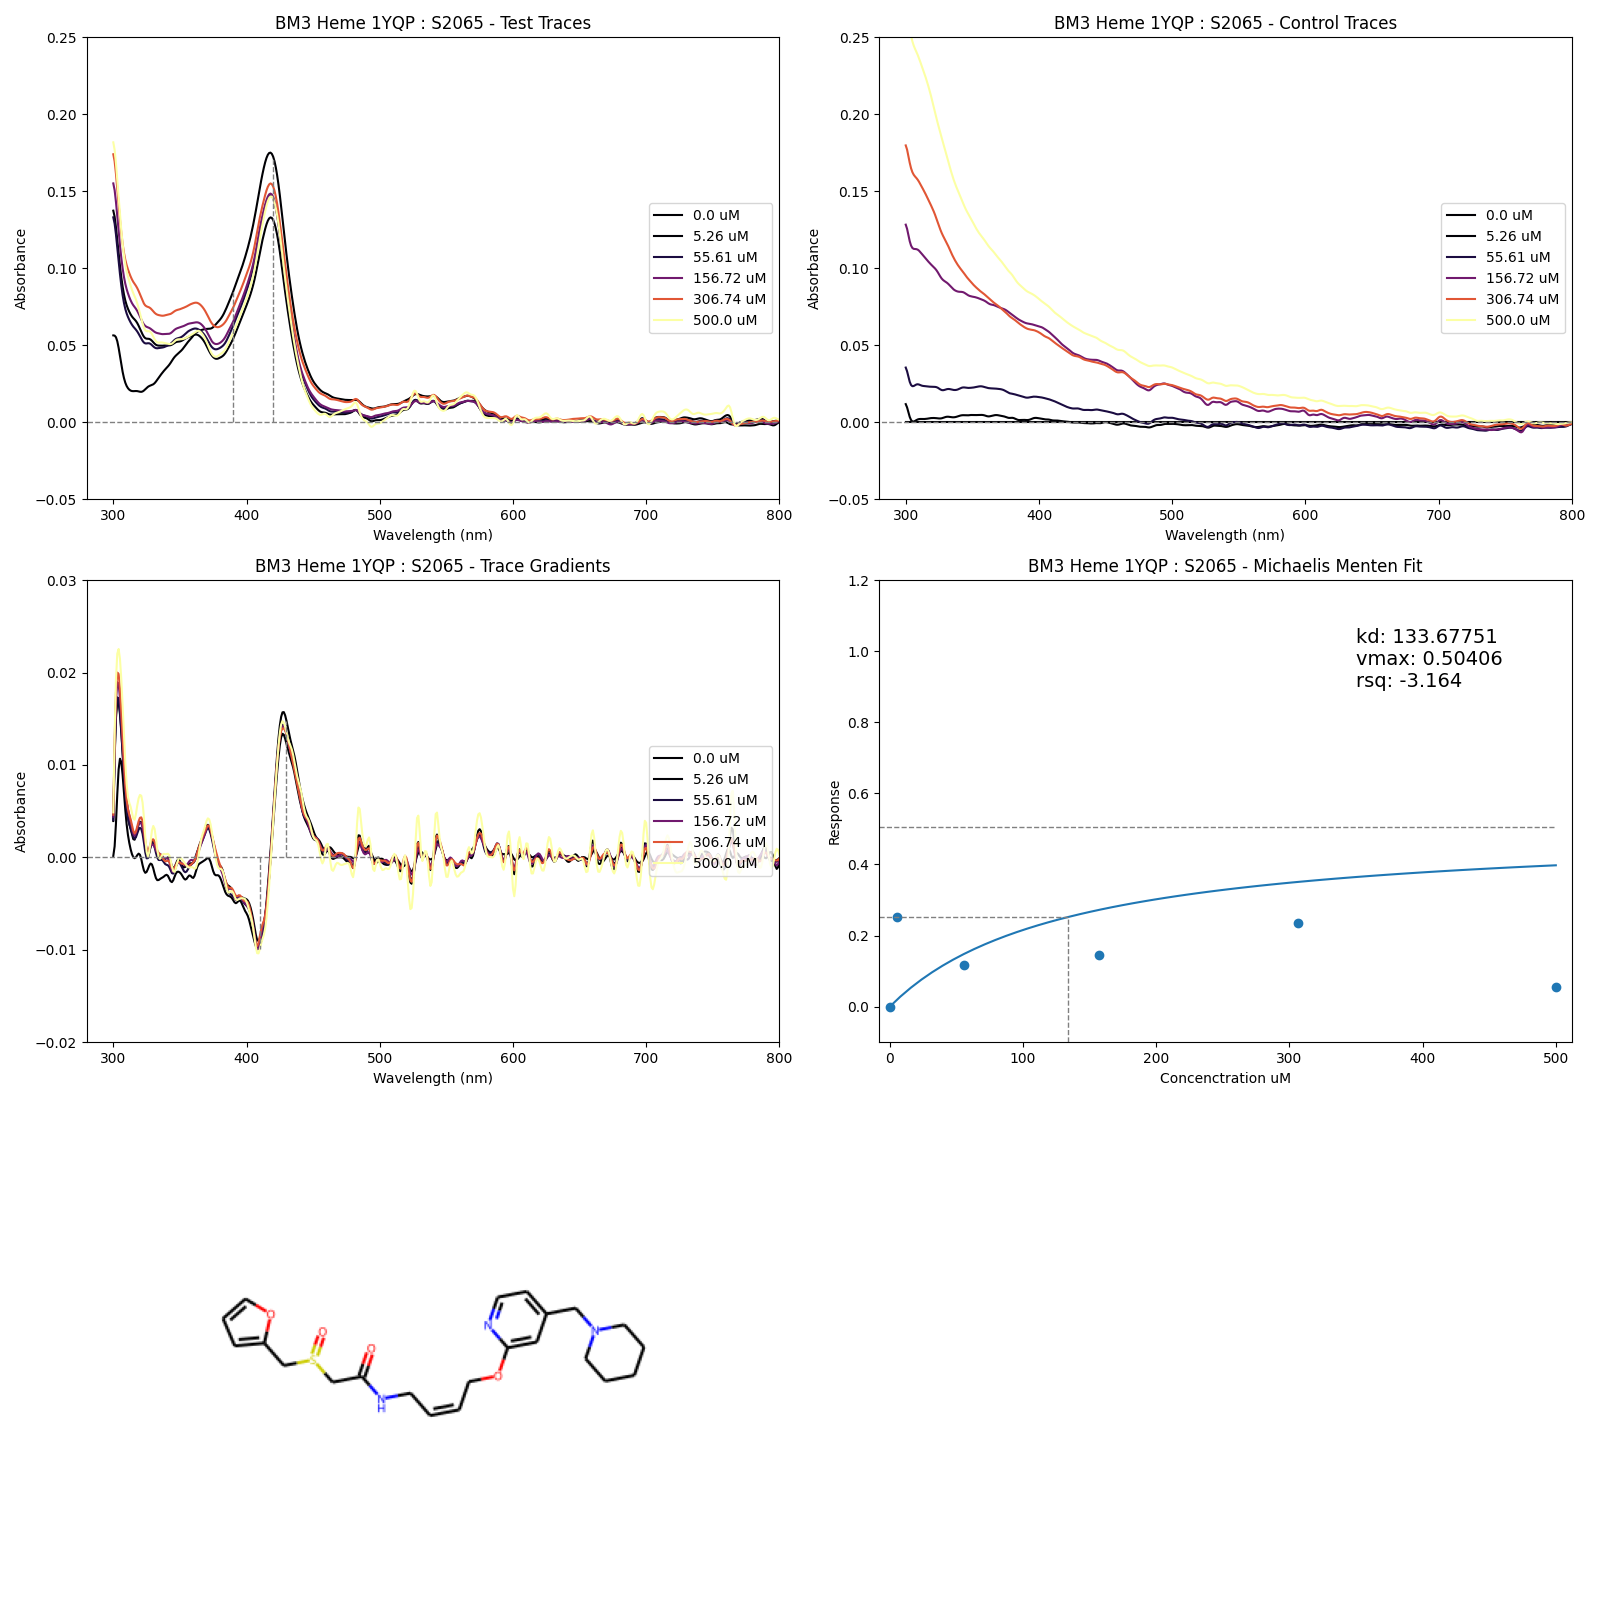 BM3 Heme 1YQP : S2065 - Test Traces
0.25
0.20
0.15
0.10
0.05
0.00
−0.05
Absorbance
300 400 500 600 700 800
Wavelength (nm)
0.0 uM
5.26 uM
55.61 uM
156.72 uM
306.74 uM
500.0 uM
BM3 Heme 1YQP : S2065 - Control Traces
0.25
0.20
0.15
0.10
0.05
0.00
−0.05
Absorbance
300 400 500 600 700 800
Wavelength (nm)
0.0 uM
5.26 uM
55.61 uM
156.72 uM
306.74 uM
500.0 uM
BM3 Heme 1YQP : S2065 - Trace Gradients
0.03
0.02
0.01
0.00
−0.01
−0.02
Absorbance
300 400 500 600 700 800
Wavelength (nm)
0.0 uM
5.26 uM
55.61 uM
156.72 uM
306.74 uM
500.0 uM
BM3 Heme 1YQP : S2065 - Michaelis Menten Fit
1.2
1.0
0.8
0.6
0.4
0.2
0.0
Response
0 100 200 300 400 500
Concenctration uM
kd: 133.67751
vmax: 0.50406
rsq: -3.164
O
O
S
O
N
H
O
N
N